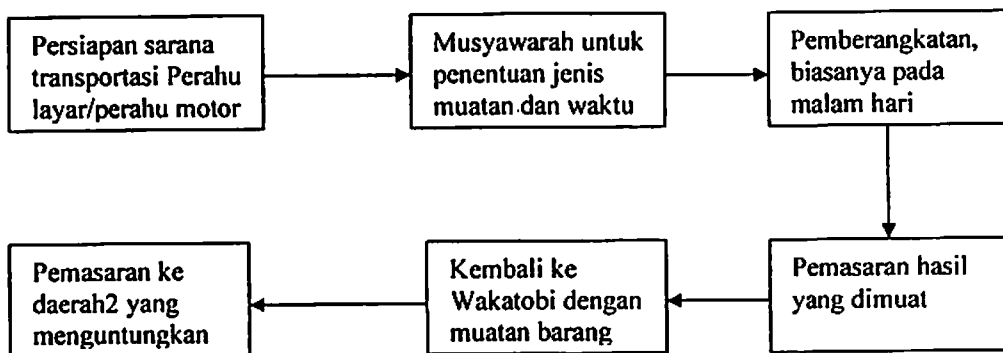 Persiapan sarana
transportasi Perahu
layar/perahu motor
Musyawarah untuk
penentuan jenis
muatan dan waktu
Pemberangkatan,
biasanya pada
malam hari
Pemasaran hasil
yang dimuat
Kembali ke
Wakatobi dengan
muatan barang
Pemasaran ke
daerah2 yang
menguntungkan